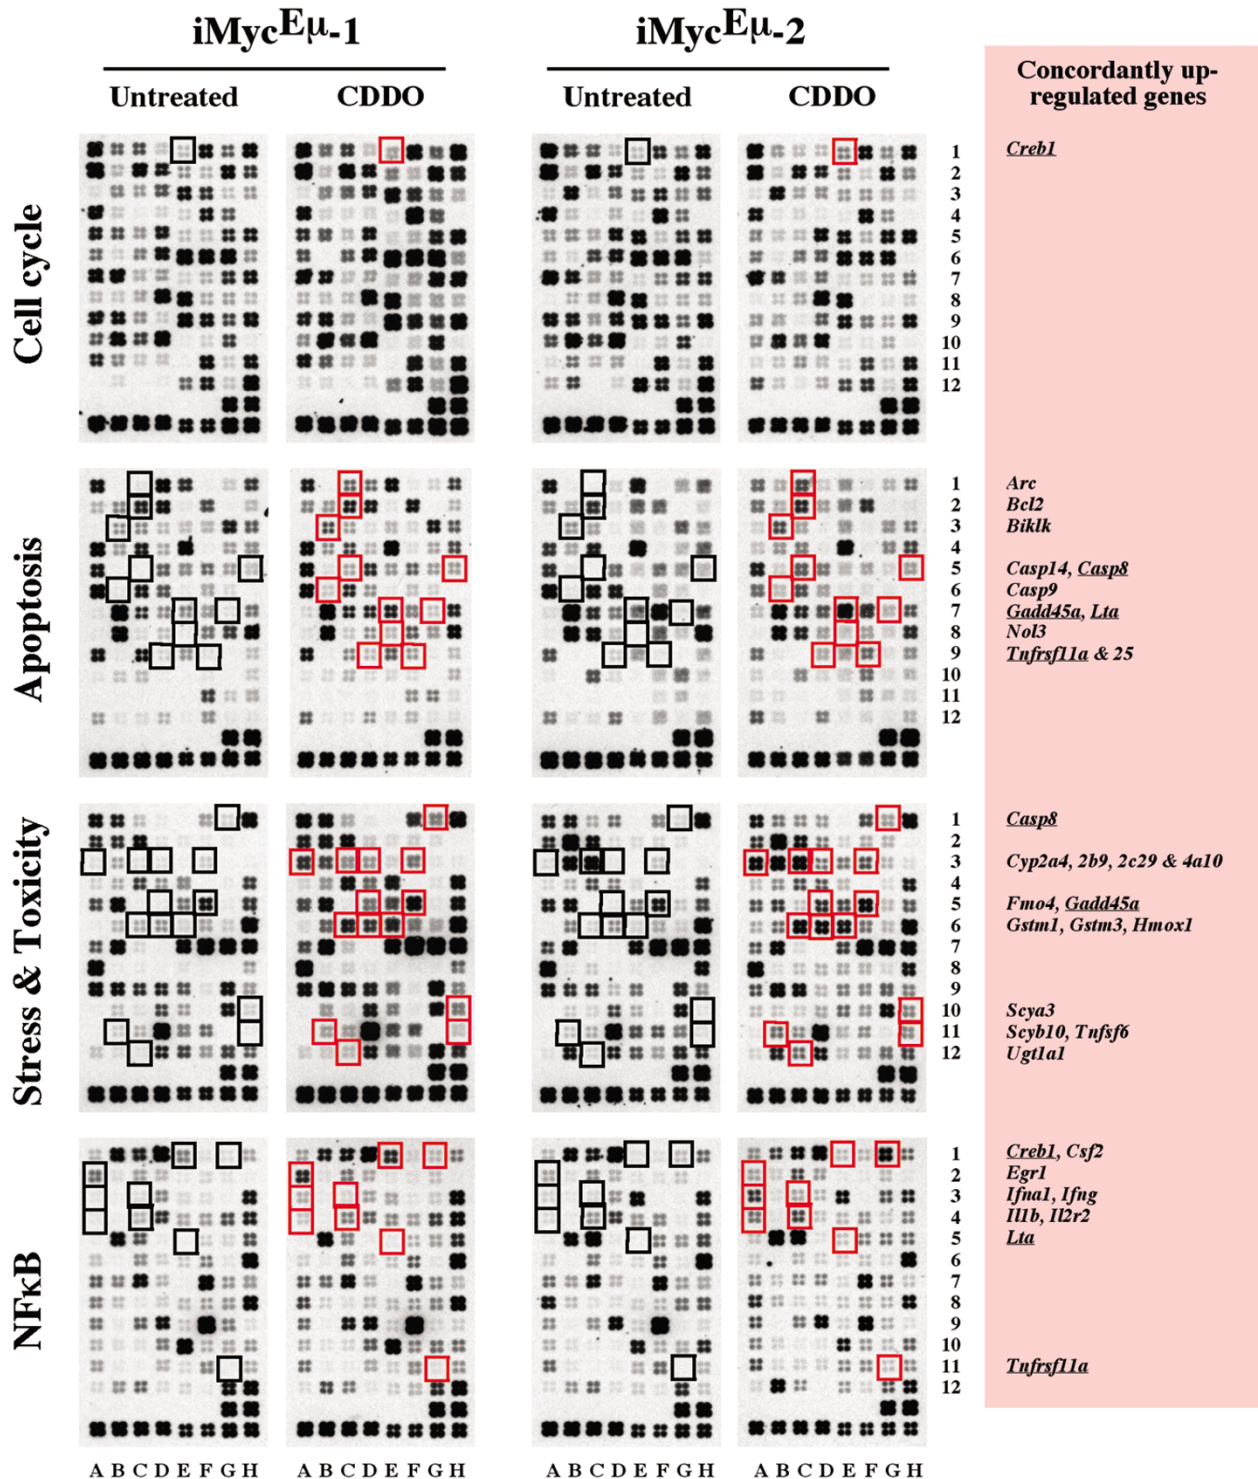 iMycEμ-1 iMycEμ-2
Untreated CDDO Untreated CDDO
Concordantly up-
regulated genes
Cell cycle
1 Creb1
2
3
4
5
6
7
8
9
10
11
12
Apoptosis
1 Arc
2 Bcl2
3 Biklk
4
5 Casp14, Casp8
6 Casp9
7 Gadd45a, Lta
8 Nol3
9 Tnfrsf11a & 25
10
11
12
Stress & Toxicity
1 Casp8
2
3 Cyp2a4, 2b9, 2c29 & 4a10
4
5 Fmo4, Gadd45a
6 Gstm1, Gstm3, Hmox1
7
8
9
10 Scya3
11 Scyb10, Tnfsf6
12 Ugt1a1
NFκB
1 Creb1, Csf2
2 Egr1
3 Ifna1, Ifng
4 Il1b, Il2r2
5 Lta
6
7
8
9
10
11 Tnfrsf11a
12
A B C D E F G H A B C D E F G H A B C D E F G H A B C D E F G H